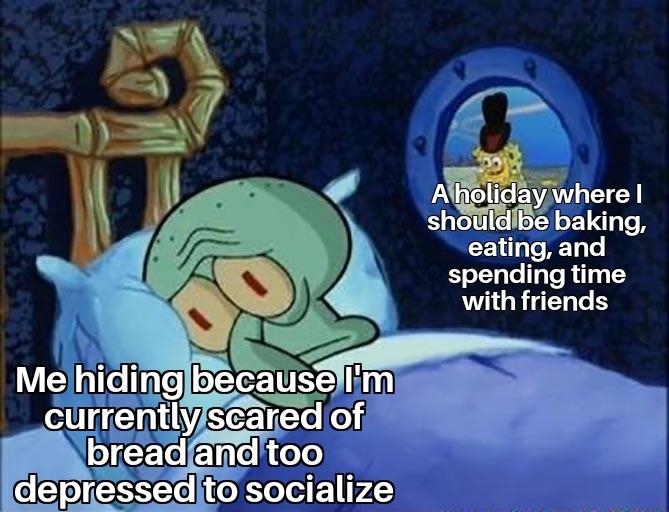 A holiday where I
should be baking,
eating, and
spending time
with friends
Me hiding because I'm
currently scared of
bread and too
depressed to socialize